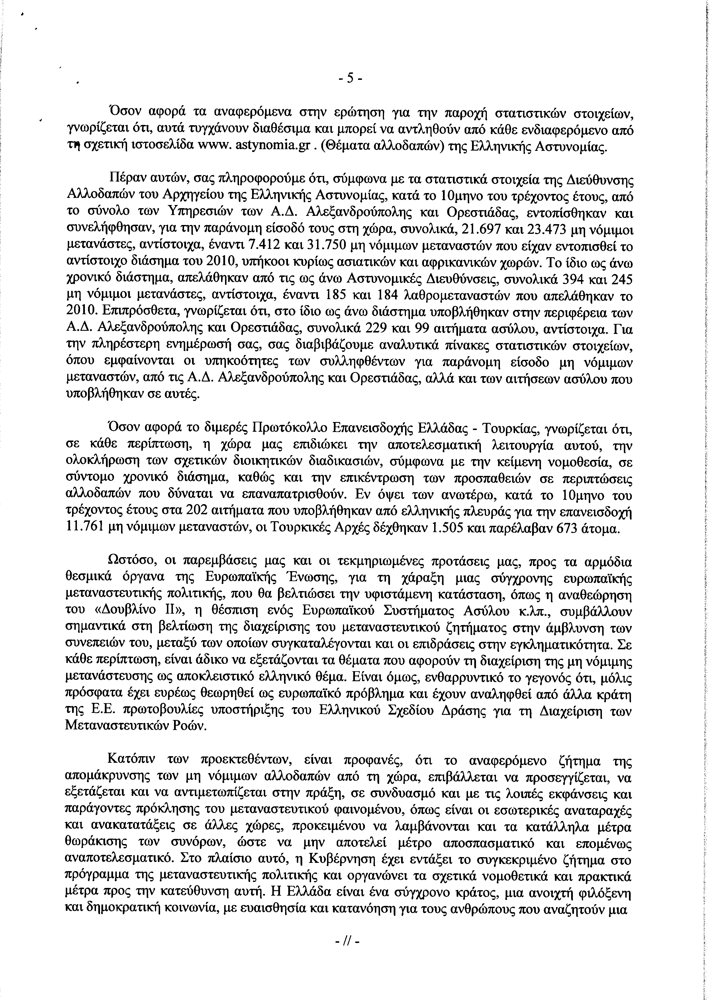 - 5 -
Όσον αφορά τα αναφερόμενα στην ερώτηση για την παροχή στατιστικών στοιχείων,
γνωρίζεται ότι, αυτά τυγχάνουν διαθέσιμα και μπορεί να αντληθούν από κάθε ενδιαφερόμενο από
τη σχετική ιστοσελίδα www. astynomia.gr . (Θέματα αλλοδαπών) της Ελληνικής Αστυνομίας.
Πέραν αυτών, σας πληροφορούμε ότι, σύμφωνα με τα στατιστικά στοιχεία της Διεύθυνσης
Αλλοδαπών του Αρχηγείου της Ελληνικής Αστυνομίας, κατά το 10μηνο του τρέχοντος έτους, από
το σύνολο των Υπηρεσιών των Α.Δ. Αλεξανδρούπολης και Ορεστιάδας, εντοπίσθηκαν και
συνελήφθησαν, για την παράνομη είσοδό τους στη χώρα, συνολικά, 21.697 και 23.473 μη νόμιμοι
μετανάστες, αντίστοιχα, έναντι 7.412 και 31.750 μη νόμιμων μεταναστών που είχαν εντοπισθεί το
αντίστοιχο διάσημα του 2010, υπήκοοι κυρίως ασιατικών και αφρικανικών χωρών. Το ίδιο ως άνω
χρονικό διάστημα, απελάθηκαν από τις ως άνω Αστυνομικές Διευθύνσεις, συνολικά 394 και 245
μη νόμιμοι μετανάστες, αντίστοιχα, έναντι 185 και 184 λαθρομεταναστών που απελάθηκαν το
2010. Επιπρόσθετα, γνωρίζεται ότι, στο ίδιο ως άνω διάστημα υποβλήθηκαν στην περιφέρεια των
Α.Δ. Αλεξανδρούπολης και Ορεστιάδας, συνολικά 229 και 99 αιτήματα ασύλου, αντίστοιχα. Για
την πληρέστερη ενημέρωσή σας, σας διαβιβάζουμε αναλυτικά πίνακες στατιστικών στοιχείων,
όπου εμφαίνονται οι υπηκοότητες των συλληφθέντων για παράνομη είσοδο μη νόμιμων
μεταναστών, από τις Α.Δ. Αλεξανδρούπολης και Ορεστιάδας, αλλά και των αιτήσεων ασύλου που
υποβλήθηκαν σε αυτές.
Όσον αφορά το διμερές Πρωτόκολλο Επανεισδοχής Ελλάδας - Τουρκίας, γνωρίζεται ότι,
σε κάθε περίπτωση, η χώρα μας επιδιώκει την αποτελεσματική λειτουργία αυτού, την
ολοκλήρωση των σχετικών διοικητικών διαδικασιών, σύμφωνα με την κείμενη νομοθεσία, σε
σύντομο χρονικό διάσημα, καθώς και την επικέντρωση των προσπαθειών σε περιπτώσεις
αλλοδαπών που δύναται να επαναπατρισθούν. Εν όψει των ανωτέρω, κατά το 10μηνο του
τρέχοντος έτους στα 202 αιτήματα που υποβλήθηκαν από ελληνικής πλευράς για την επανεισδοχή
11.761 μη νόμιμων μεταναστών, οι Τουρκικές Αρχές δέχθηκαν 1.505 και παρέλαβαν 673 άτομα.
Ωστόσο, οι παρεμβάσεις μας και οι τεκμηριωμένες προτάσεις μας, προς τα αρμόδια
θεσμικά όργανα της Ευρωπαϊκής Ένωσης, για τη χάραξη μιας σύγχρονης ευρωπαϊκής
μεταναστευτικής πολιτικής, που θα βελτιώσει την υφιστάμενη κατάσταση, όπως η αναθεώρηση
του «Δουβλίνο ΙΙ», η θέσπιση ενός Ευρωπαϊκού Συστήματος Ασύλου κ.λπ., συμβάλλουν
σημαντικά στη βελτίωση της διαχείρισης του μεταναστευτικού ζητήματος στην άμβλυνση των
συνεπειών του, μεταξύ των οποίων συγκαταλέγονται και οι επιδράσεις στην εγκληματικότητα. Σε
κάθε περίπτωση, είναι άδικο να εξετάζονται τα θέματα που αφορούν τη διαχείριση της μη νόμιμης
μετανάστευσης ως αποκλειστικό ελληνικό θέμα. Είναι όμως, ενθαρρυντικό το γεγονός ότι, μόλις
πρόσφατα έχει ευρέως θεωρηθεί ως ευρωπαϊκό πρόβλημα και έχουν αναληφθεί από άλλα κράτη
της Ε.Ε. πρωτοβουλίες υποστήριξης του Ελληνικού Σχεδίου Δράσης για τη Διαχείριση των
Μεταναστευτικών Ροών.
Κατόπιν των προεκτεθέντων, είναι προφανές, ότι το αναφερόμενο ζήτημα της
απομάκρυνσης των μη νόμιμων αλλοδαπών από τη χώρα, επιβάλλεται να προσεγγίζεται, να
εξετάζεται και να αντιμετωπίζεται στην πράξη, σε συνδυασμό και με τις λοιπές εκφάνσεις και
παράγοντες πρόκλησης του μεταναστευτικού φαινομένου, όπως είναι οι εσωτερικές αναταραχές
και ανακατατάξεις σε άλλες χώρες, προκειμένου να λαμβάνονται και τα κατάλληλα μέτρα
θωράκισης των συνόρων, ώστε να μην αποτελεί μέτρο αποσπασματικό και επομένως
αναποτελεσματικό. Στο πλαίσιο αυτό, η Κυβέρνηση έχει εντάξει το συγκεκριμένο ζήτημα στο
πρόγραμμα της μεταναστευτικής πολιτικής και οργανώνει τα σχετικά νομοθετικά και πρακτικά
μέτρα προς την κατεύθυνση αυτή. Η Ελλάδα είναι ένα σύγχρονο κράτος, μια ανοιχτή φιλόξενη
και δημοκρατική κοινωνία, με ευαισθησία και κατανόηση για τους ανθρώπους που αναζητούν μια
- // -